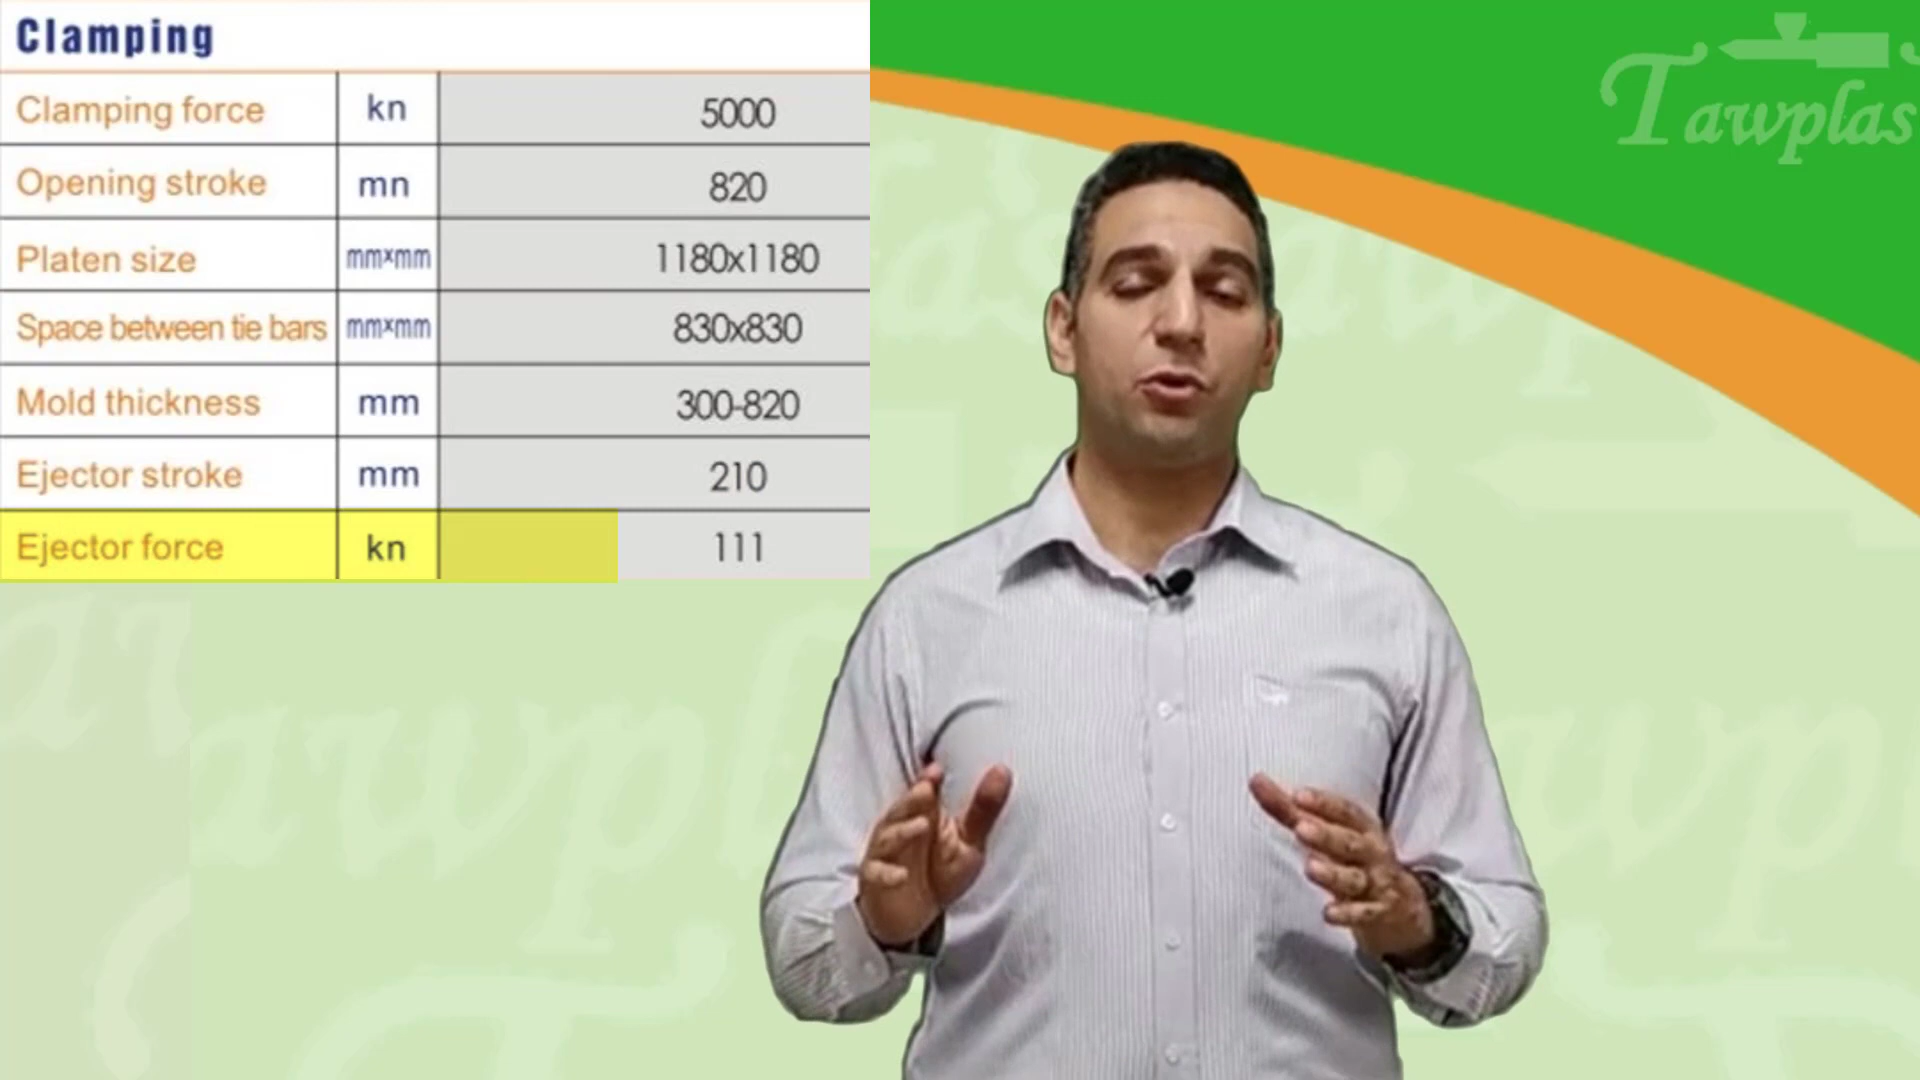 Clamping
Clamping force kn 5000
Opening stroke mn 820
Platen size mm×mm 1180x1180
Space between tie bars mm×mm 830x830
Mold thickness mm 300-820
Ejector stroke mm 210
Ejector force kn 111
Tawplas